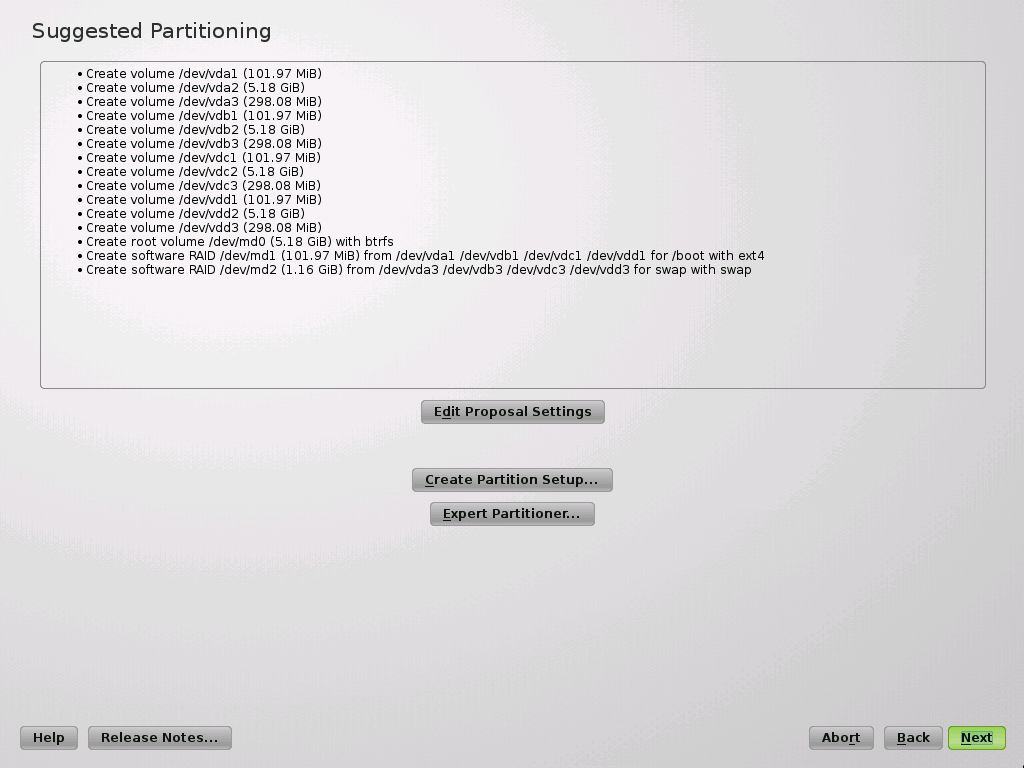 Suggested Partitioning
• Create volume /dev/vda1 (101.97 MiB)
• Create volume /dev/vda2 (5.18 GiB)
• Create volume /dev/vda3 (298.08 MiB)
• Create volume /dev/vdb1 (101.97 MiB)
• Create volume /dev/vdb2 (5.18 GiB)
• Create volume /dev/vdb3 (298.08 MiB)
• Create volume /dev/vdc1 (101.97 MiB)
• Create volume /dev/vdc2 (5.18 GiB)
• Create volume /dev/vdc3 (298.08 MiB)
• Create volume /dev/vdd1 (101.97 MiB)
• Create volume /dev/vdd2 (5.18 GiB)
• Create volume /dev/vdd3 (298.08 MiB)
• Create root volume /dev/md0 (5.18 GiB) with btrfs
• Create software RAID /dev/md1 (101.97 MiB) from /dev/vda1 /dev/vdb1 /dev/vdc1 /dev/vdd1 for /boot with ext4
• Create software RAID /dev/md2 (1.16 GiB) from /dev/vda3 /dev/vdb3 /dev/vdc3 /dev/vdd3 for swap with swap
Edit Proposal Settings
Create Partition Setup...
Expert Partitioner...
Help Release Notes... Abort Back Next